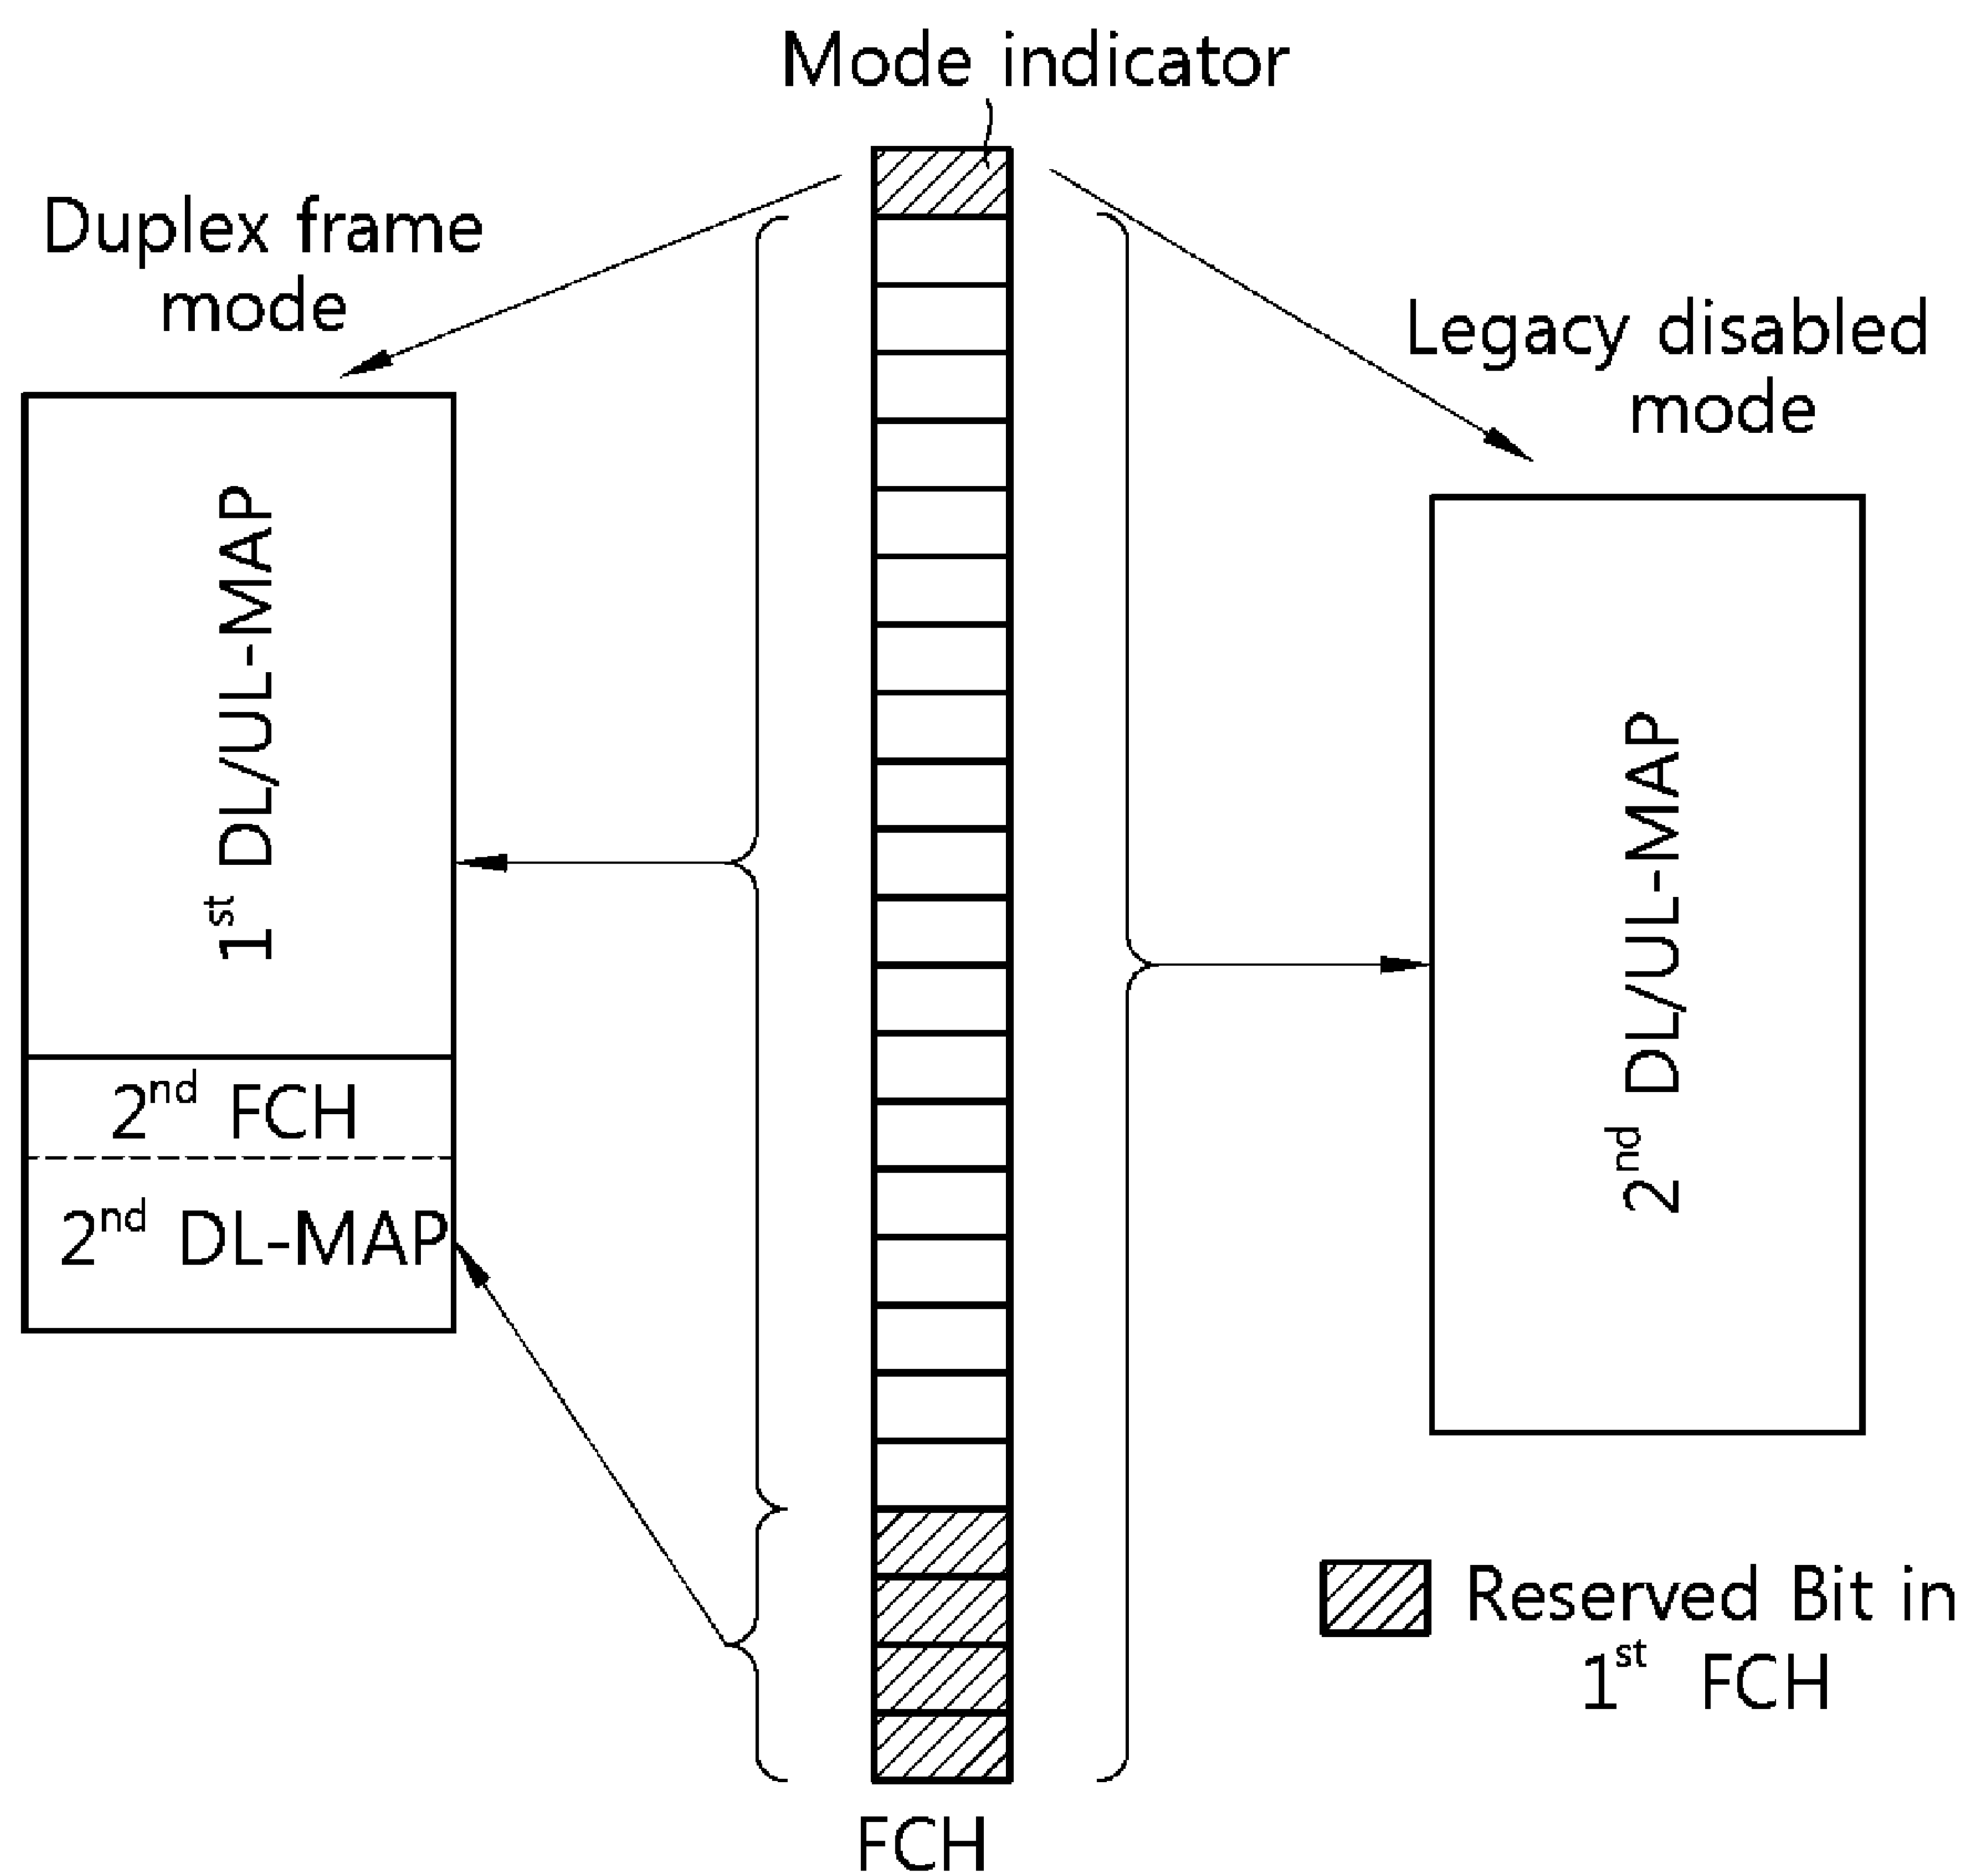 Mode indicator
Duplex frame
mode
Legacy disabled
mode
1st DL/UL-MAP
2nd FCH
2nd DL-MAP
2nd DL/UL-MAP
Reserved Bit in
1st FCH
FCH